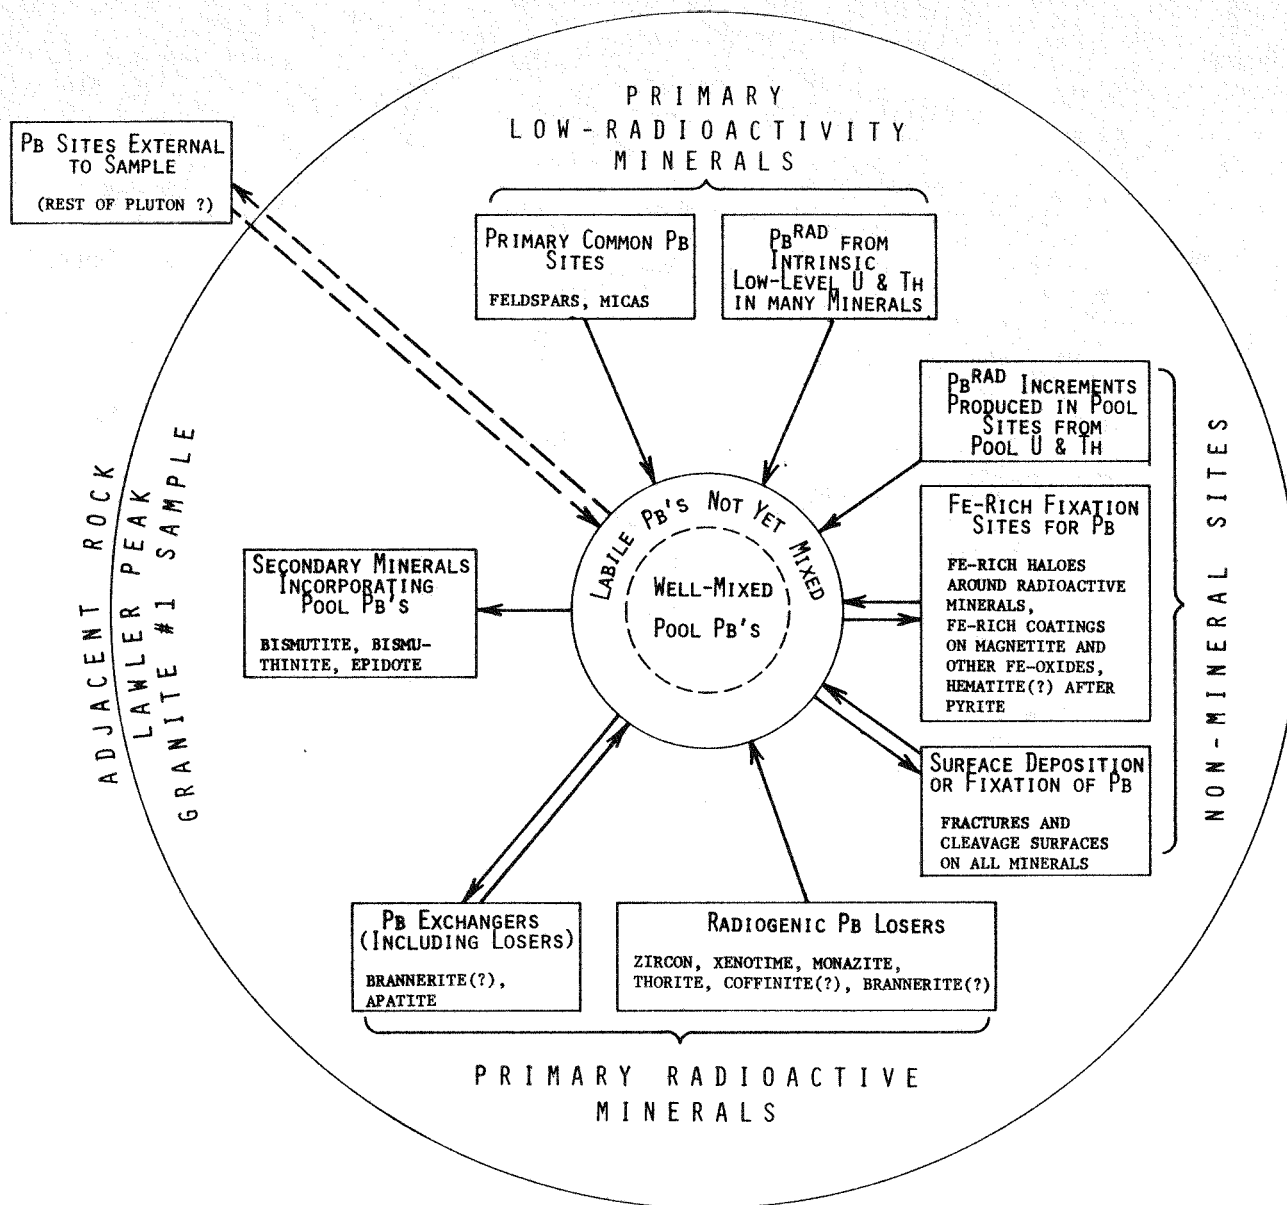 PRIMARY
LOW-RADIOACTIVITY
MINERALS
PB SITES EXTERNAL
TO SAMPLE
(REST OF PLUTON ?)
PRIMARY COMMON PB
SITES
FELDSPARS, MICAS
PB^RAD FROM
INTRINSIC
LOW-LEVEL U & TH
IN MANY MINERALS
PB^RAD INCREMENTS
PRODUCED IN POOL
SITES FROM
POOL U & TH
FE-RICH FIXATION
SITES FOR PB
FE-RICH HALOES
AROUND RADIOACTIVE
MINERALS,
FE-RICH COATINGS
ON MAGNETITE AND
OTHER FE-OXIDES,
HEMATITE(?) AFTER
PYRITE
SURFACE DEPOSITION
OR FIXATION OF PB
FRACTURES AND
CLEAVAGE SURFACES
ON ALL MINERALS
NON-MINERAL SITES
LABILE PB'S NOT YET MIXED
WELL-MIXED
POOL PB'S
SECONDARY MINERALS
INCORPORATING
POOL PB'S
BISMUTITE, BISMU-
THINITE, EPIDOTE
ADJACENT ROCK
LAWLER PEAK
GRANITE #1 SAMPLE
PB EXCHANGERS
(INCLUDING LOSERS)
BRANNERITE(?),
APATITE
RADIOGENIC PB LOSERS
ZIRCON, XENOTIME, MONAZITE,
THORITE, COFFINITE(?), BRANNERITE(?)
PRIMARY RADIOACTIVE
MINERALS